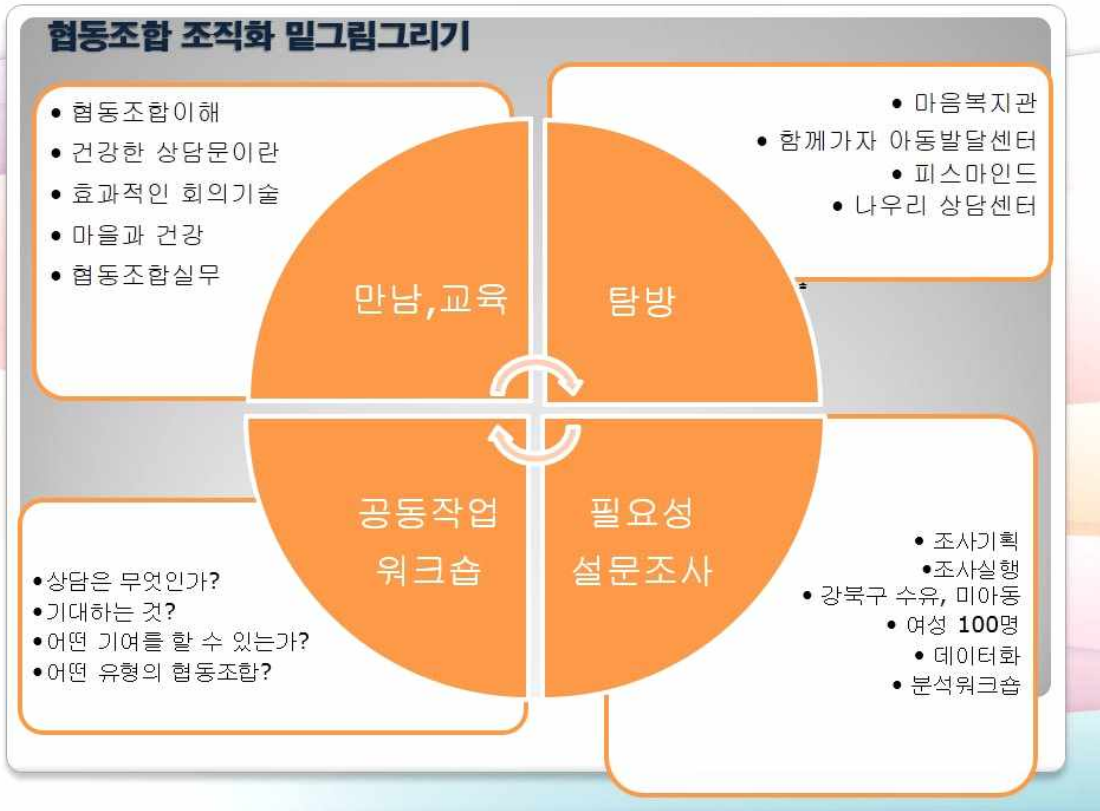 협동조합 조직화 밑그림그리기
• 협동조합이해
• 건강한 상담문이란
• 효과적인 회의기술
• 마을과 건강
• 협동조합실무
• 마음복지관
• 함께가자 아동발달센터
• 피스마인드
• 나우리 상담센터
만남,교육
탐방
공동작업
워크숍
필요성
설문조사
•상담은 무엇인가?
•기대하는 것?
•어떤 기여를 할 수 있는가?
•어떤 유형의 협동조합?
• 조사기획
•조사실행
• 강북구 수유, 미아동
• 여성 100명
• 데이터화
• 분석워크숍